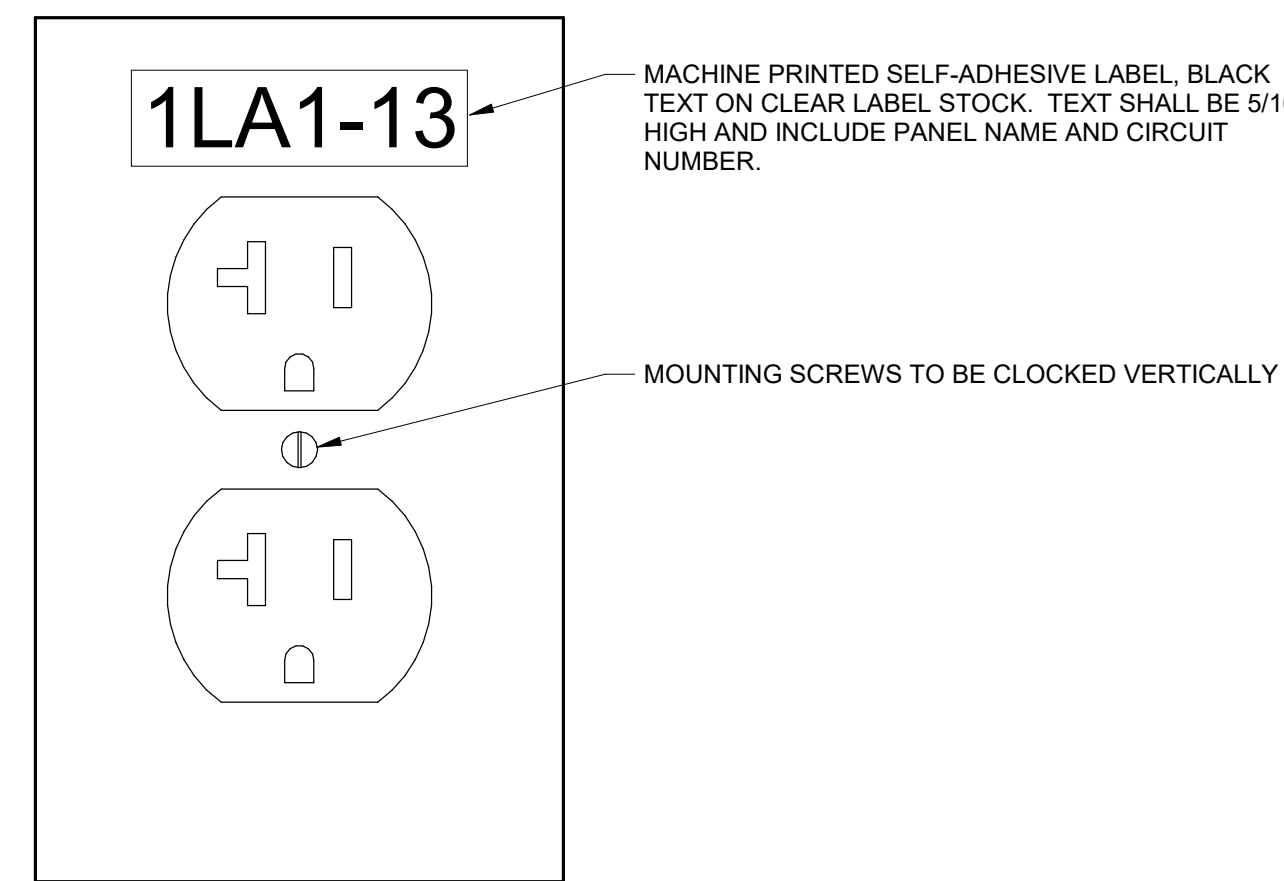 1LA1-13
MACHINE PRINTED SELF-ADHESIVE LABEL, BLACK
TEXT ON CLEAR LABEL STOCK. TEXT SHALL BE
HIGH AND INCLUDE PANEL NAME AND CIRCUIT
NUMBER.
MOUNTING SCREWS TO BE CLOCKED VERTICALLY